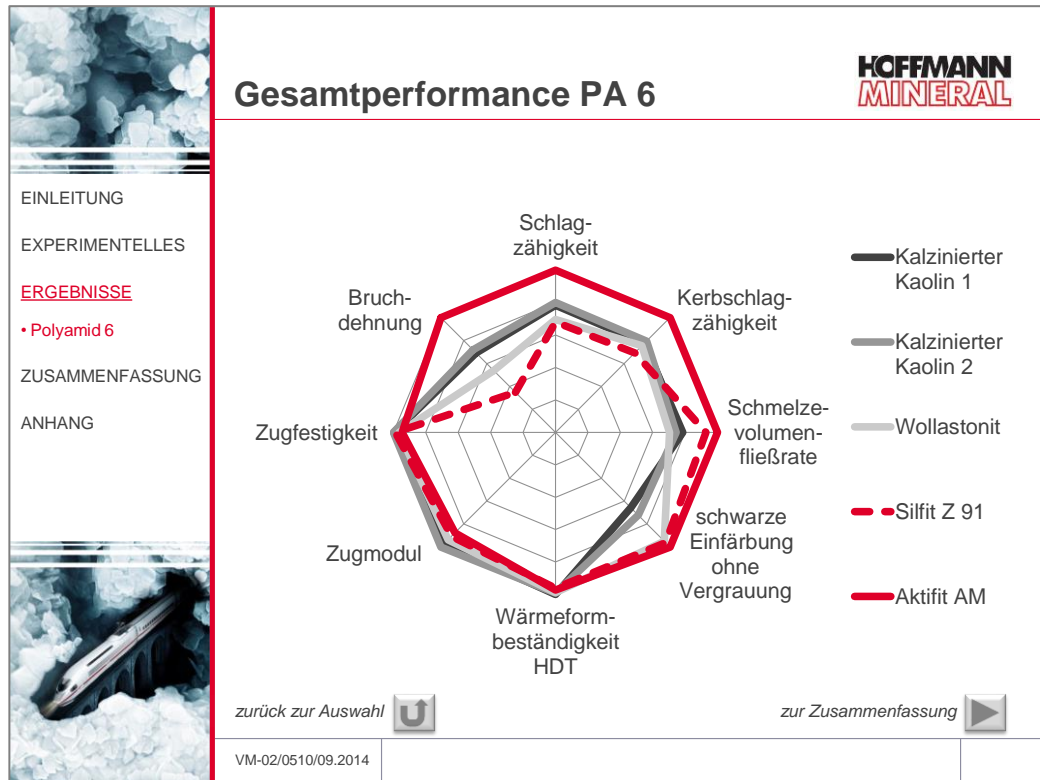 Gesamtperformance PA 6
HOFFMANN
MINERAL
EINLEITUNG
EXPERIMENTELLES
ERGEBNISSE
• Polyamid 6
ZUSAMMENFASSUNG
ANHANG
Schlag-
zähigkeit
Kerbschlag-
zähigkeit
Schmelze-
volumen-
fließrate
schwarze
Einfärbung
ohne
Vergrauung
Wärmeform-
beständigkeit
HDT
Zugmodul
Zugfestigkeit
Bruch-
dehnung
Kalzinierter
Kaolin 1
Kalzinierter
Kaolin 2
Wollastonit
Silfit Z 91
Aktifit AM
zurück zur Auswahl
zur Zusammenfassung
VM-02/0510/09.2014